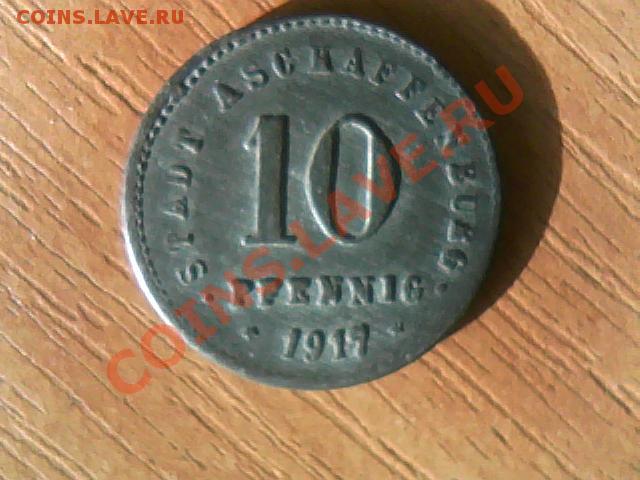 COINS.LAVE.RU
STADT ASCHAFFENBURG.
10
PFENNIG
* 1917 *
COINS.LAVE.RU